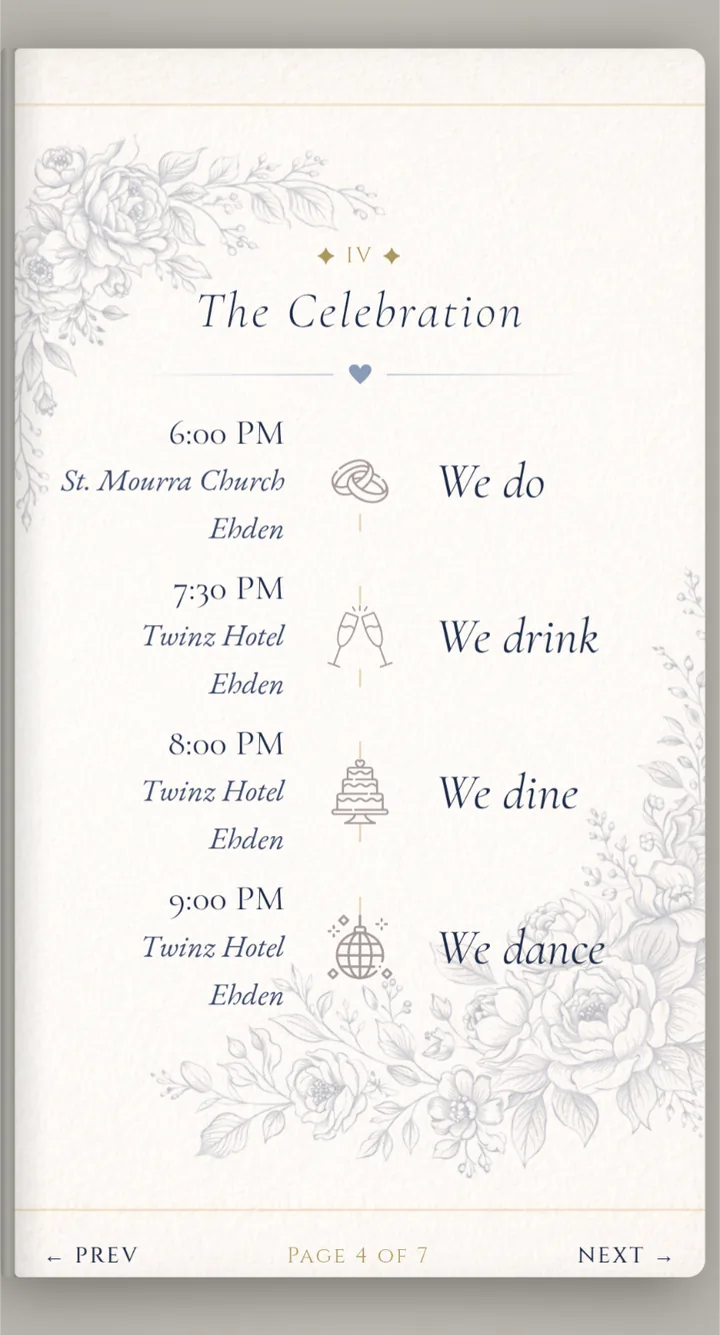 IV
The Celebration
6:00 PM
St. Mourra Church
Ehden
We do
7:30 PM
Twinz Hotel
Ehden
We drink
8:00 PM
Twinz Hotel
Ehden
We dine
9:00 PM
Twinz Hotel
Ehden
We dance
← PREV
PAGE 4 OF 7
NEXT →